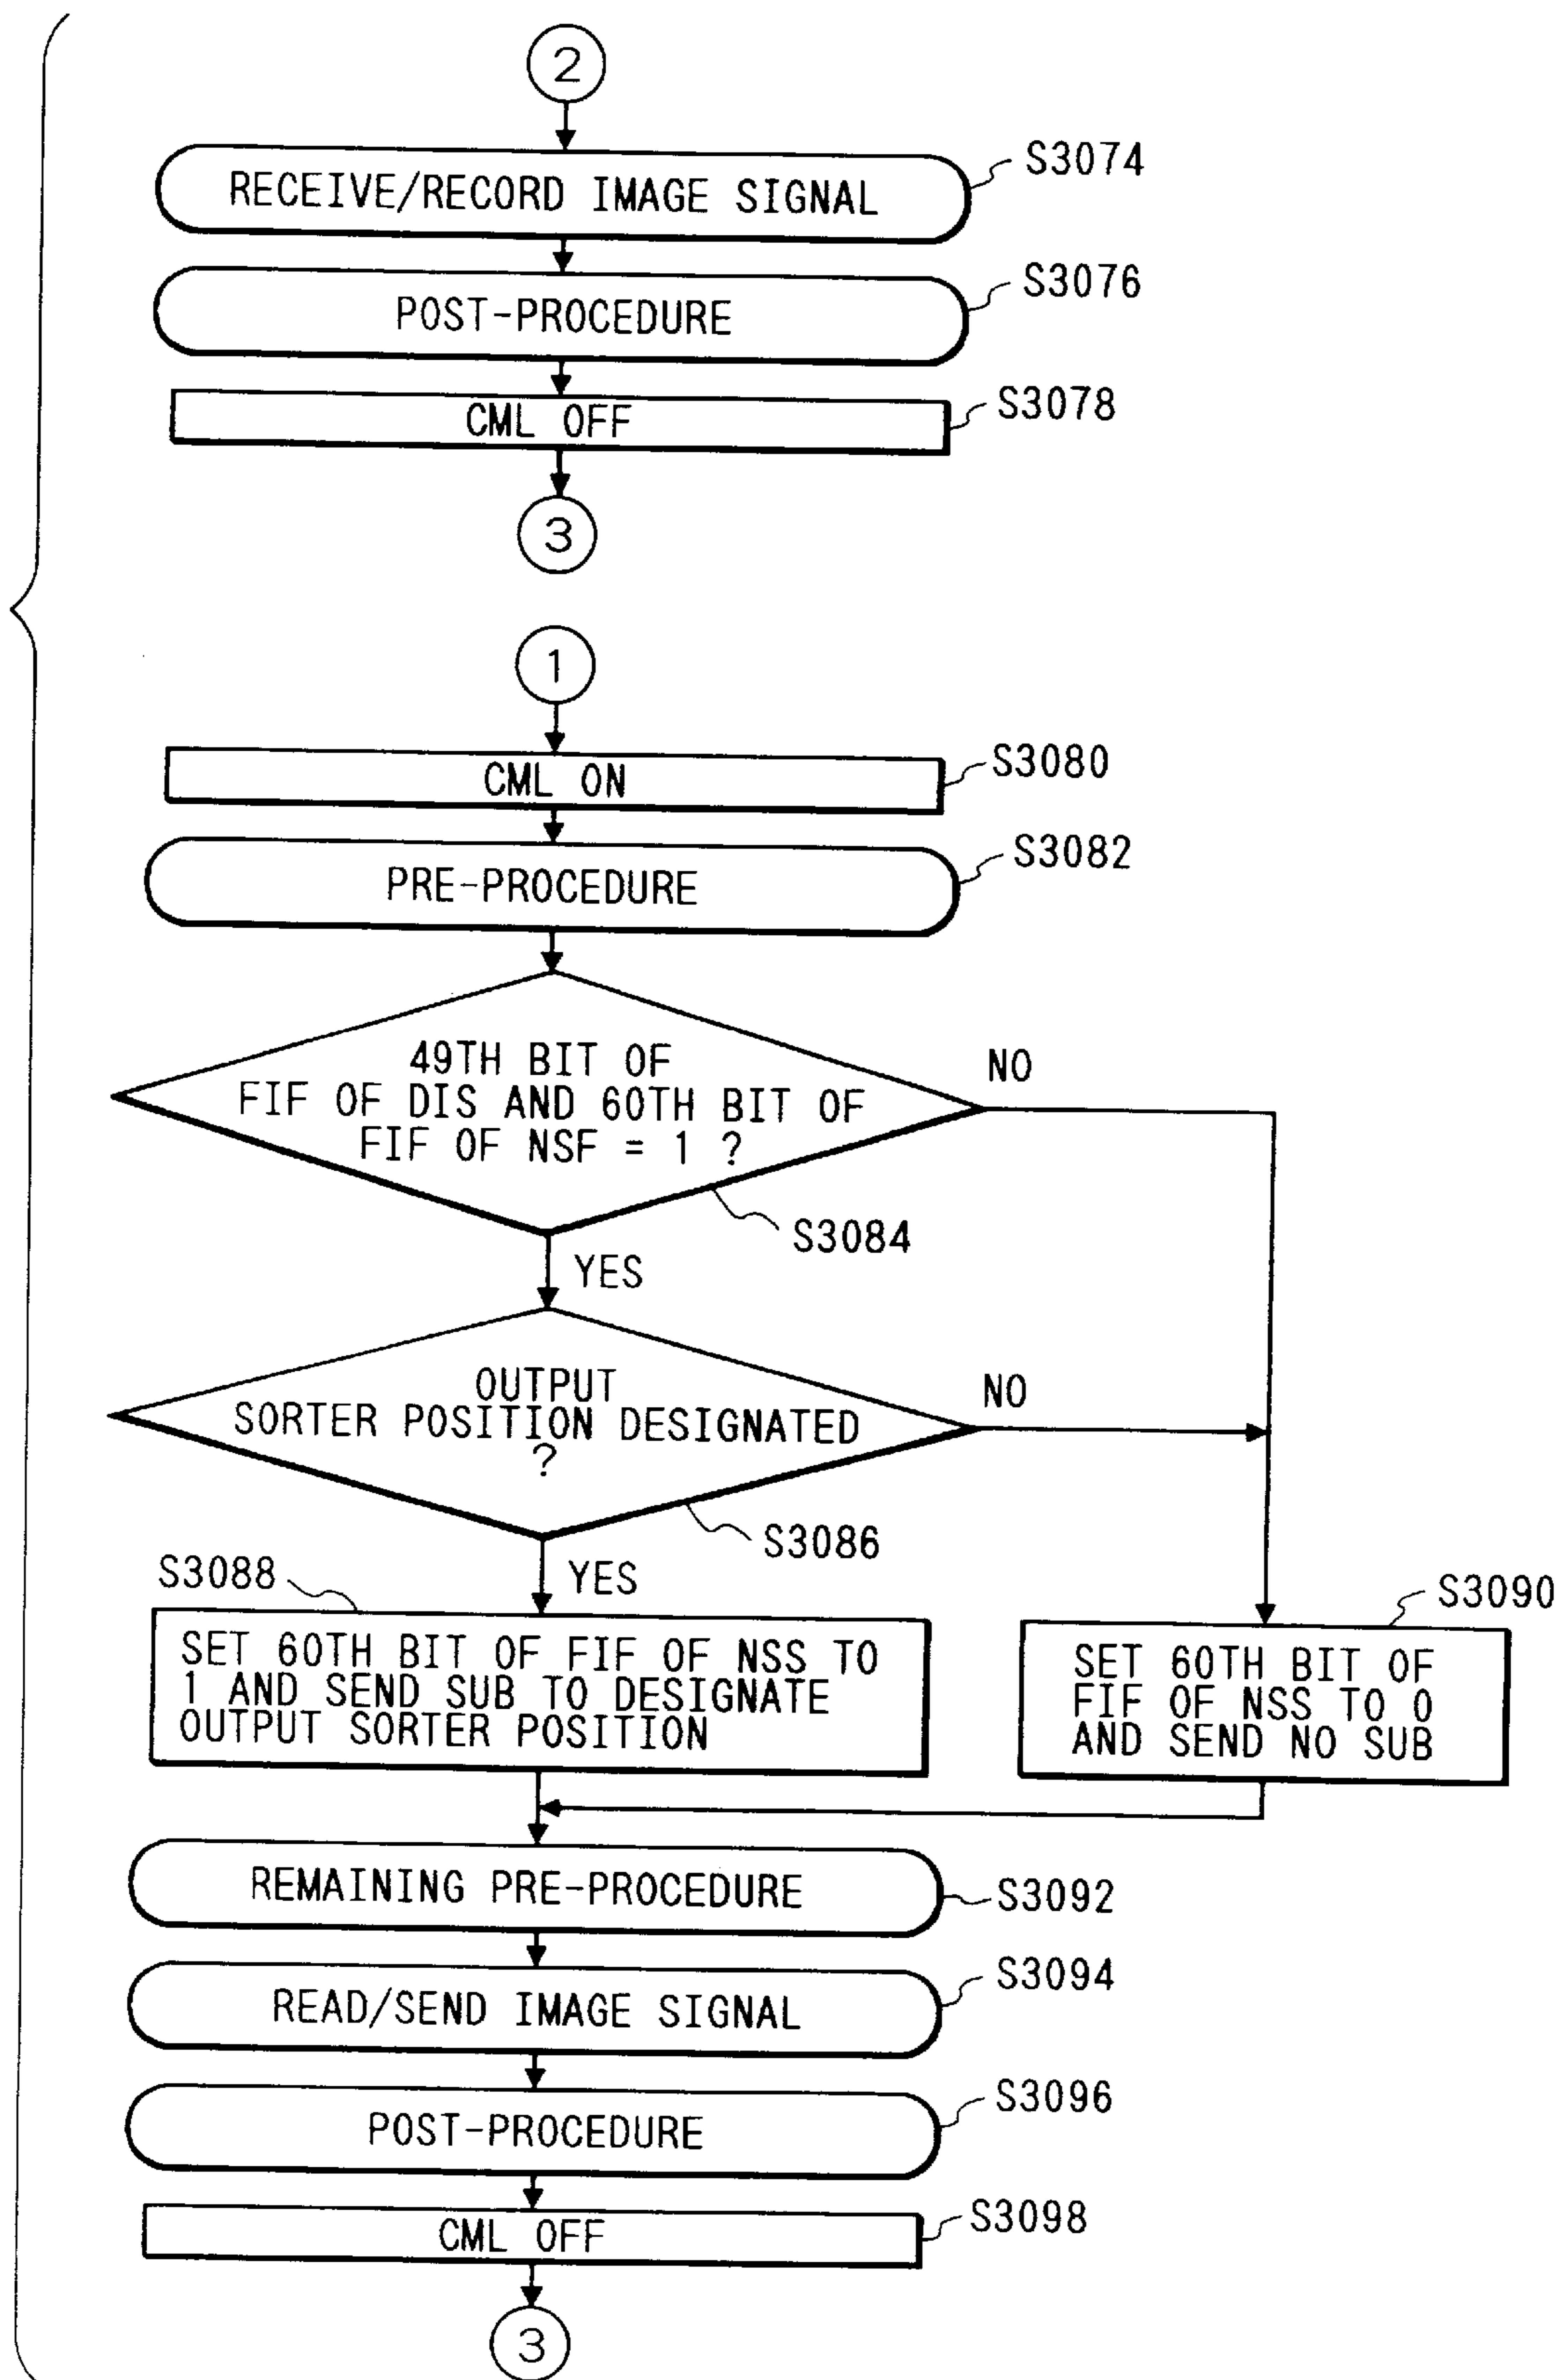 2
RECEIVE/RECORD IMAGE SIGNAL
S3074
POST-PROCEDURE
S3076
CML OFF
S3078
3
1
CML ON
S3080
PRE-PROCEDURE
S3082
49TH BIT OF
FIF OF DIS AND 60TH BIT OF
FIF OF NSF = 1 ?
NO
S3084
YES
OUTPUT
SORTER POSITION DESIGNATED
?
NO
S3086
YES
S3088
SET 60TH BIT OF FIF OF NSS TO
1 AND SEND SUB TO DESIGNATE
OUTPUT SORTER POSITION
S3090
SET 60TH BIT OF
FIF OF NSS TO 0
AND SEND NO SUB
REMAINING PRE-PROCEDURE
S3092
READ/SEND IMAGE SIGNAL
S3094
POST-PROCEDURE
S3096
CML OFF
S3098
3